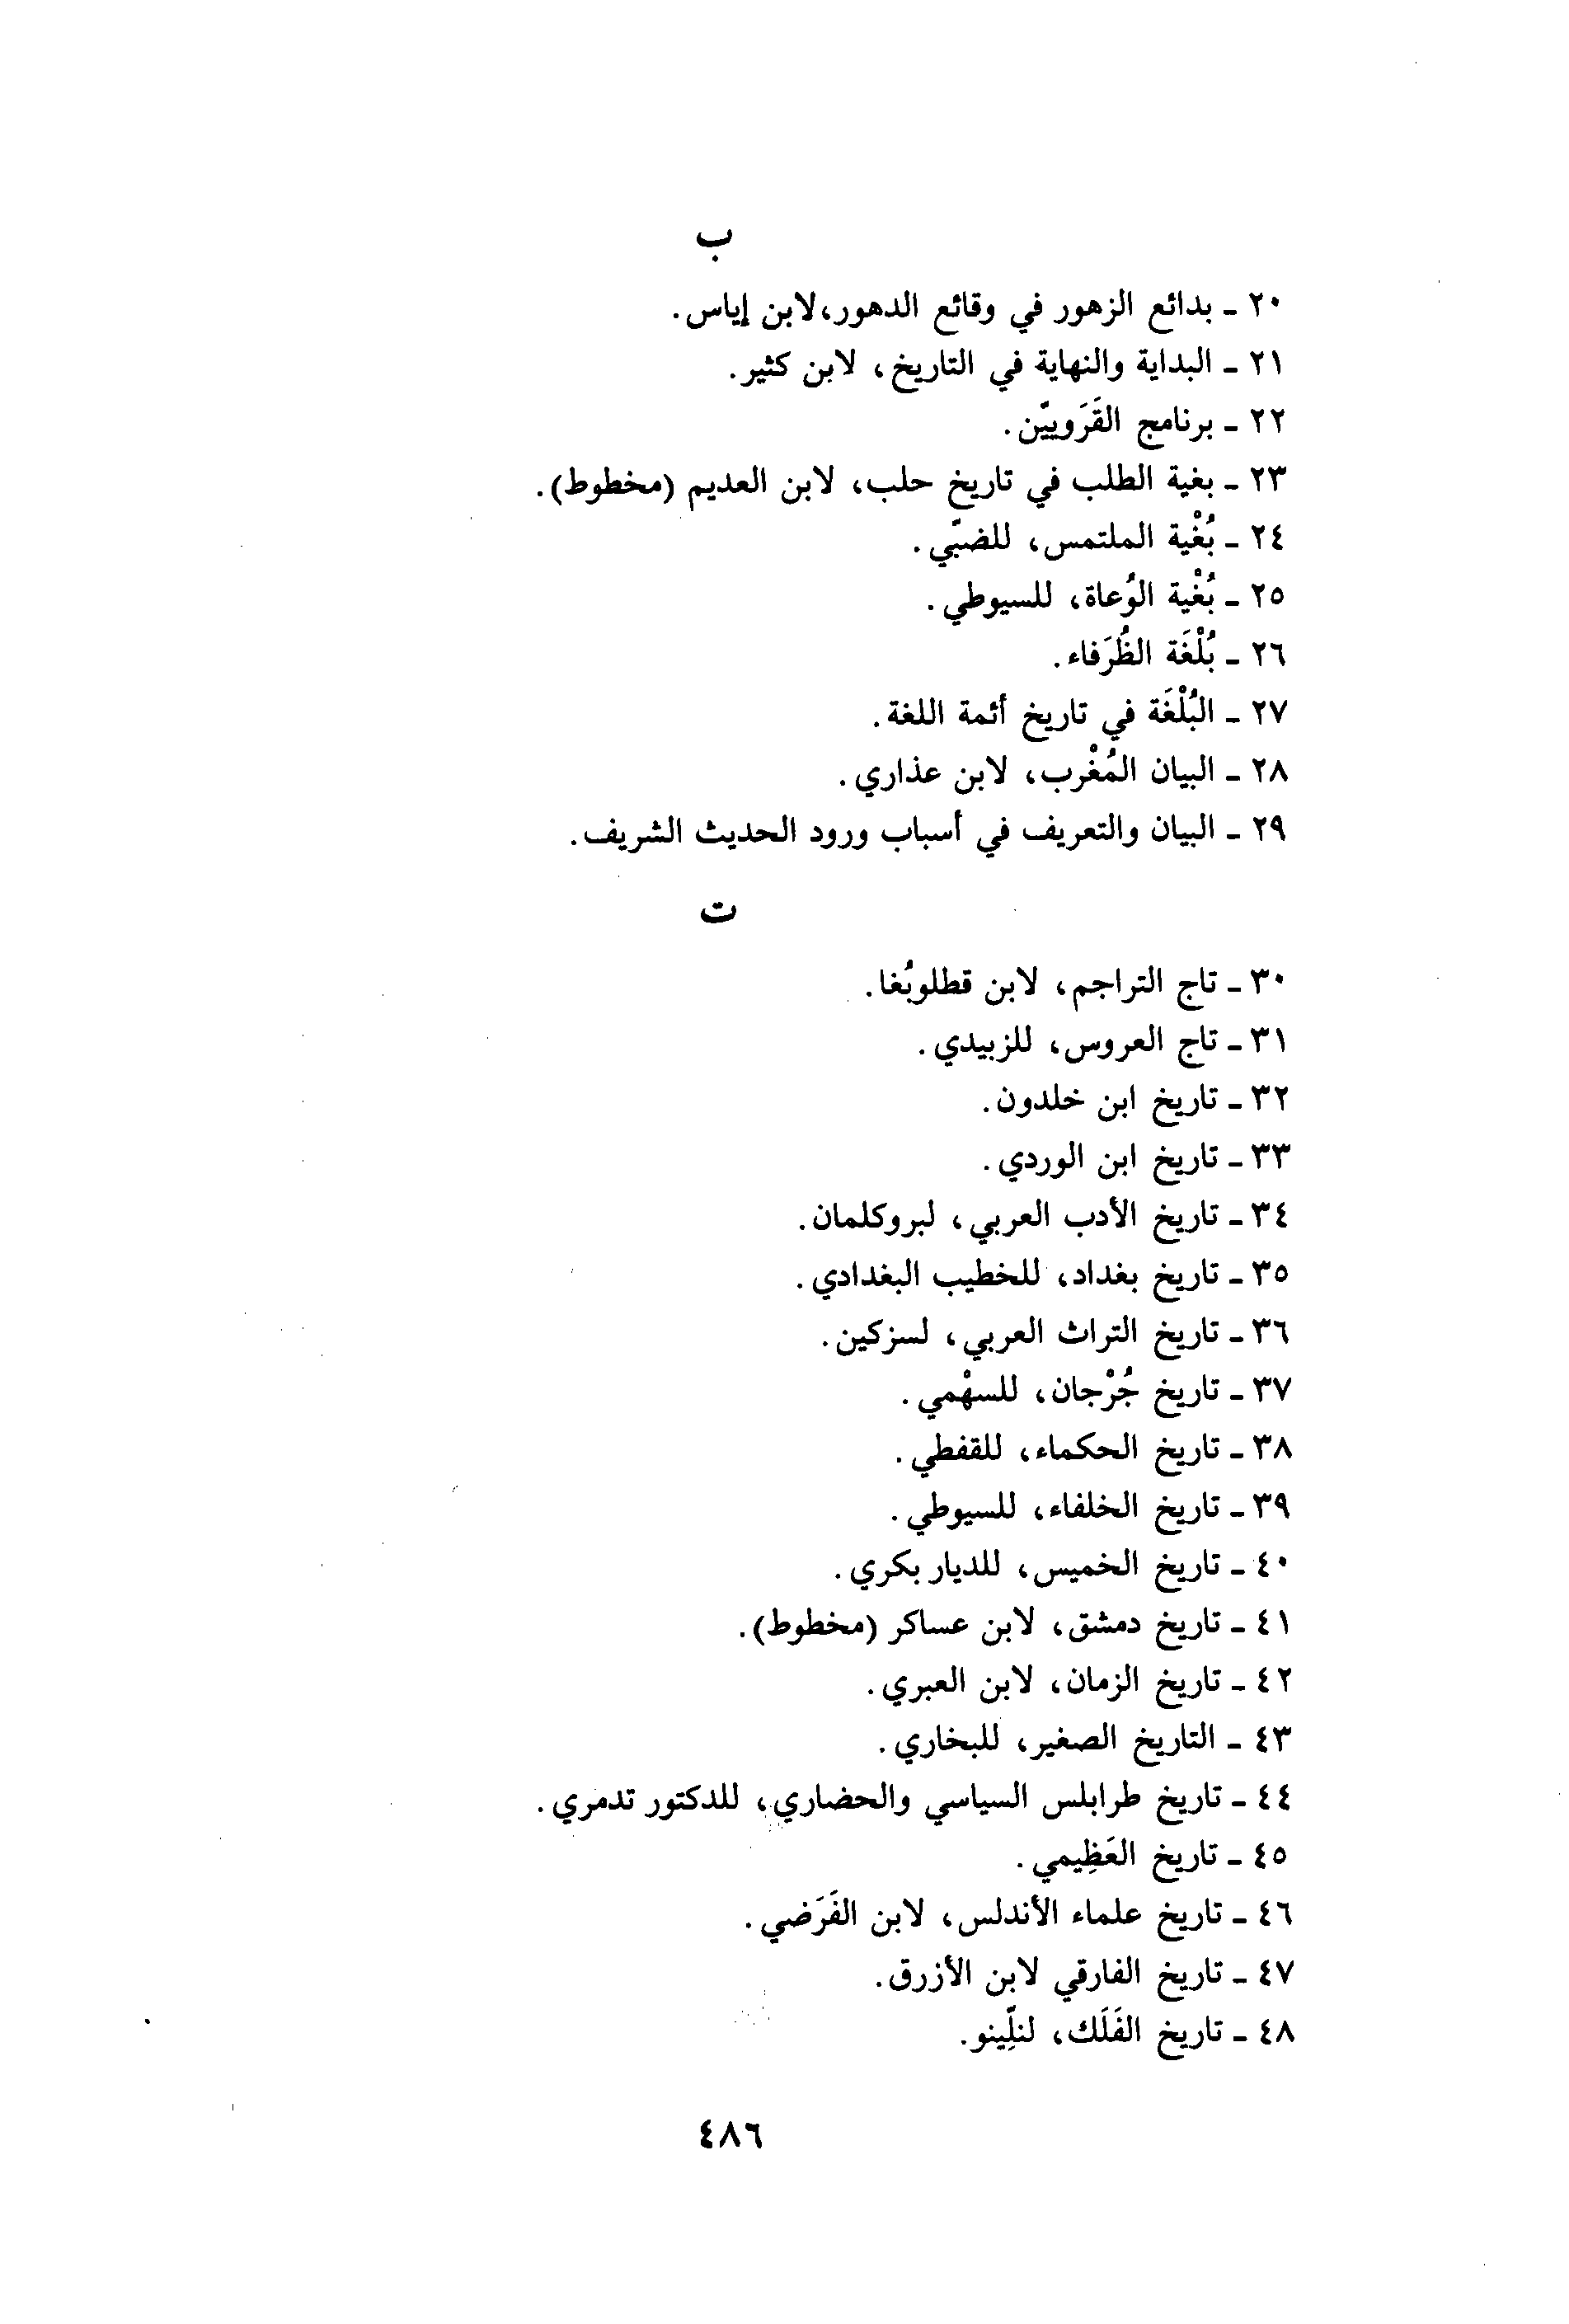 ب
٢٠ - بدائع الزهور في وقائع الدهور، لابن إياس.
٢١ - البداية والنهاية في التاريخ، لابن كثير.
٢٢ - برنامج القَرَوييّن.
٢٣ - بغية الطلب في تاريخ حلب، لابن العديم (مخطوط).
٢٤ - بُغْية الملتمس، للضبّي.
٢٥ - بُغْية الوُعاة، للسيوطي.
٢٦ - بُلْغَة الظُرَفاء.
٢٧ - البُلْغَة في تاريخ أئمة اللغة.
٢٨ - البيان المُغْرب، لابن عذاري.
٢٩ - البيان والتعريف في أسباب ورود الحديث الشريف.
ت
٣٠ - تاج التراجم، لابن قطلوبُغا.
٣١ - تاج العروس، للزبيدي.
٣٢ - تاريخ ابن خلدون.
٣٣ - تاريخ ابن الوردي.
٣٤ - تاريخ الأدب العربي، لبروكلمان.
٣٥ - تاريخ بغداد، للخطيب البغدادي.
٣٦ - تاريخ التراث العربي، لسزكين.
٣٧ - تاريخ جُرْجان، للسهْمي.
٣٨ - تاريخ الحكماء، للقفطي.
٣٩ - تاريخ الخلفاء، للسيوطي.
٤٠ - تاريخ الخميس، للديار بكري.
٤١ - تاريخ دمشق، لابن عساكر (مخطوط).
٤٢ - تاريخ الزمان، لابن العبري.
٤٣ - التاريخ الصغير، للبخاري.
٤٤ - تاريخ طرابلس السياسي والحضاري، للدكتور تدمري.
٤٥ - تاريخ العَظِيمي.
٤٦ - تاريخ علماء الأندلس، لابن الفَرَضي.
٤٧ - تاريخ الفارقي لابن الأزرق.
٤٨ - تاريخ الفَلَك، لنلِّينو.
٤٨٦